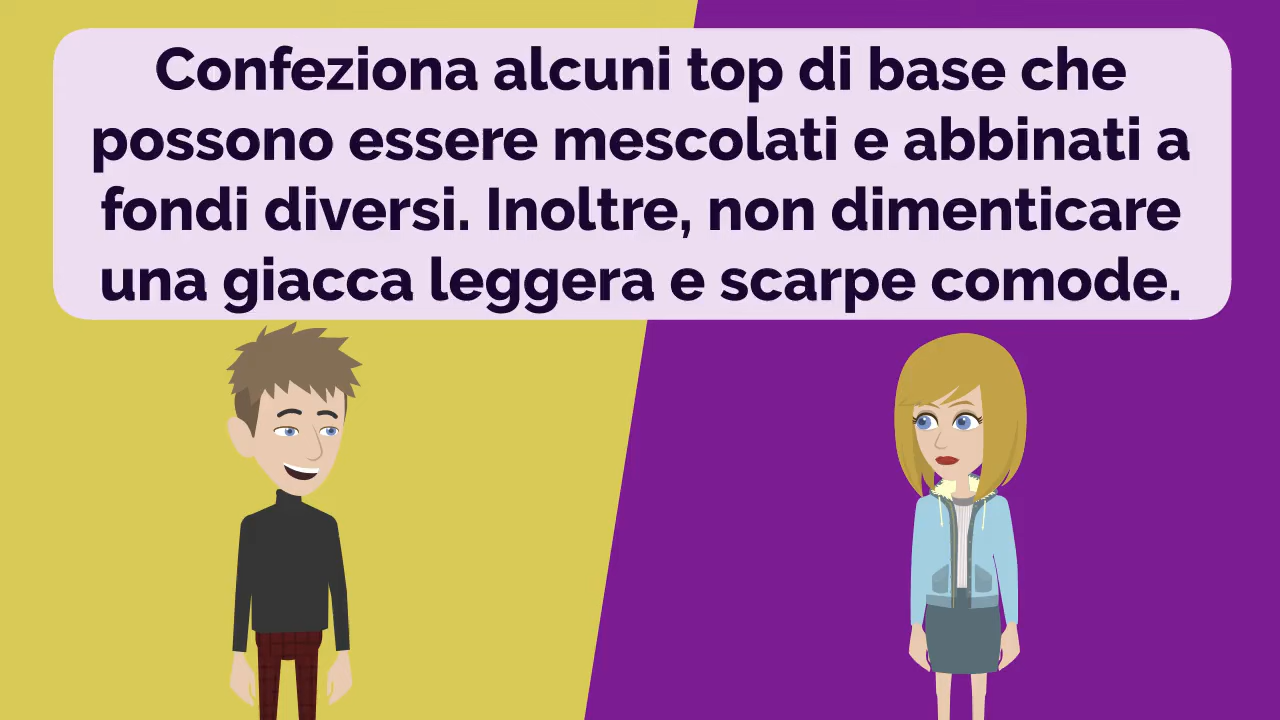 Confeziona alcuni top di base che
possono essere mescolati e abbinati a
fondi diversi. Inoltre, non dimenticare
una giacca leggera e scarpe comode.